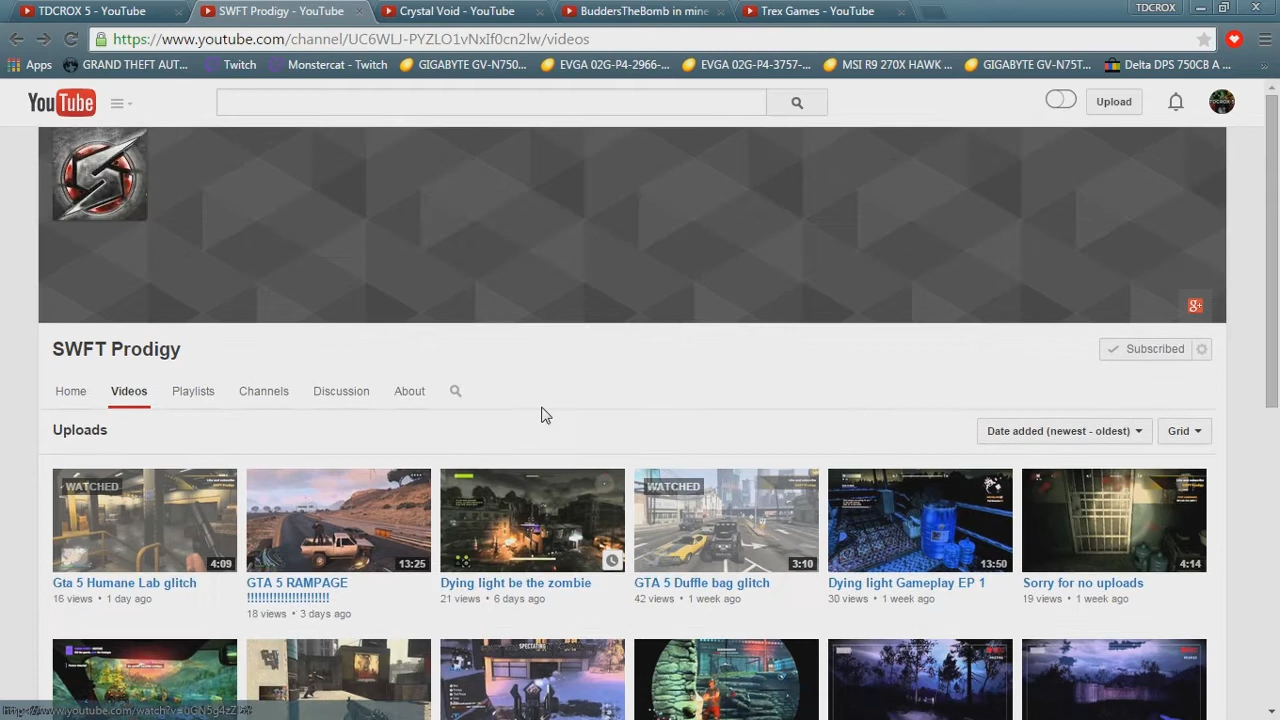 TDCROX 5 - YouTube
SWFT Prodigy - YouTube
Crystal Void - YouTube
BuddersTheBomb in mine
Trex Games - YouTube
TDCROX
https://www.youtube.com/channel/UC6WLJ-PYZLO1vNxIf0cn2lw/videos
Apps
GRAND THEFT AUT...
Twitch
Monstercat - Twitch
GIGABYTE GV-N750...
EVGA 02G-P4-2966-...
EVGA 02G-P4-3757-...
MSI R9 270X HAWK ...
GIGABYTE GV-N75T...
Delta DPS 750CB A ...
YouTube
Upload
SWFT Prodigy
Subscribed
Home
Videos
Playlists
Channels
Discussion
About
Uploads
Date added (newest - oldest)
Grid
WATCHED
4:09
13:25
WATCHED
3:10
13:50
4:14
Gta 5 Humane Lab glitch
16 views • 1 day ago
GTA 5 RAMPAGE
!!!!!!!!!!!!!!!!!!!!!!
18 views • 3 days ago
Dying light be the zombie
21 views • 6 days ago
GTA 5 Duffle bag glitch
42 views • 1 week ago
Dying light Gameplay EP 1
30 views • 1 week ago
Sorry for no uploads
19 views • 1 week ago
SPECTATING